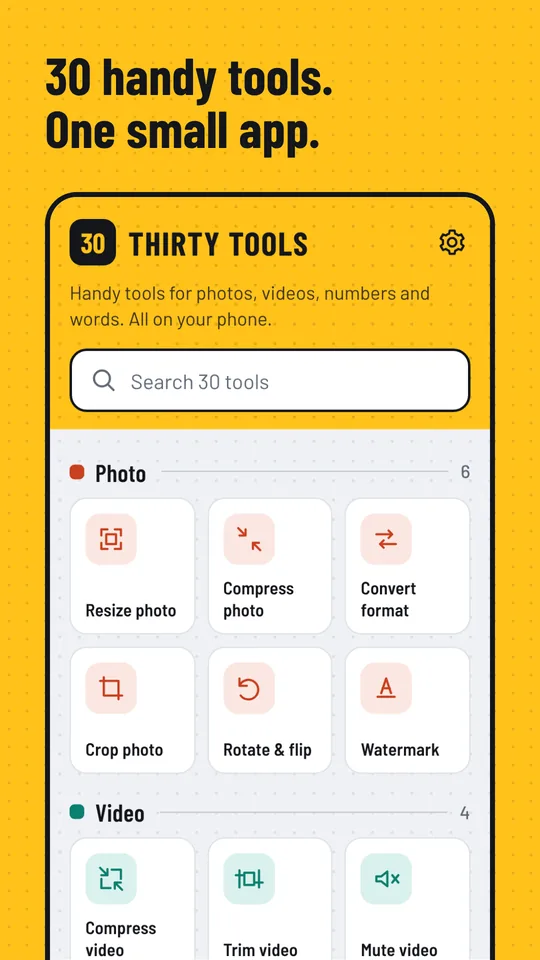 30 handy tools.
One small app.
30 THIRTY TOOLS
Handy tools for photos, videos, numbers and
words. All on your phone.
Search 30 tools
Photo 6
Resize photo
Compress
photo
Convert
format
Crop photo
Rotate & flip
A
Watermark
Video 4
Compress
video
Trim video
Mute video